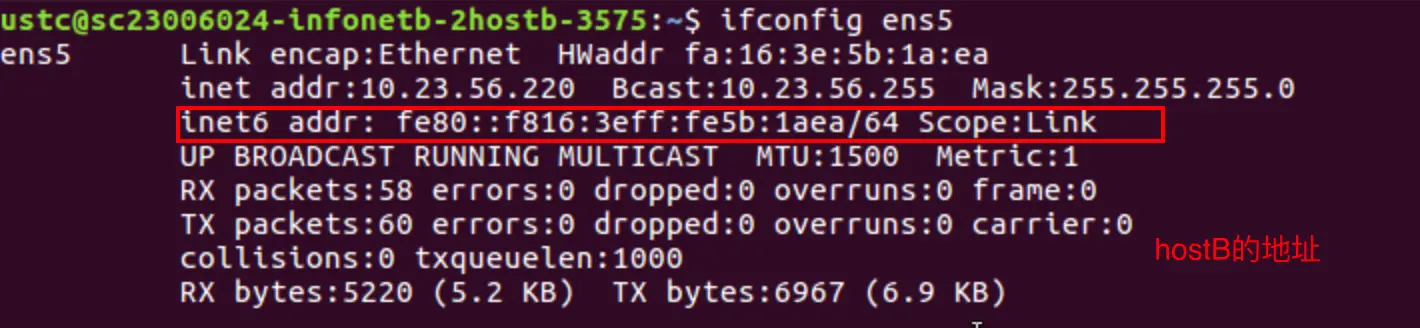 ustc@sc23006024-infonetb-2hostb-3575:~$ ifconfig ens5
ens5      Link encap:Ethernet  HWaddr fa:16:3e:5b:1a:ea
          inet addr:10.23.56.220  Bcast:10.23.56.255  Mask:255.255.255.0
          inet6 addr: fe80::f816:3eff:fe5b:1aea/64 Scope:Link
          UP BROADCAST RUNNING MULTICAST  MTU:1500  Metric:1
          RX packets:58 errors:0 dropped:0 overruns:0 frame:0
          TX packets:60 errors:0 dropped:0 overruns:0 carrier:0
          collisions:0 txqueuelen:1000
          RX bytes:5220 (5.2 KB)  TX bytes:6967 (6.9 KB)
hostB的地址